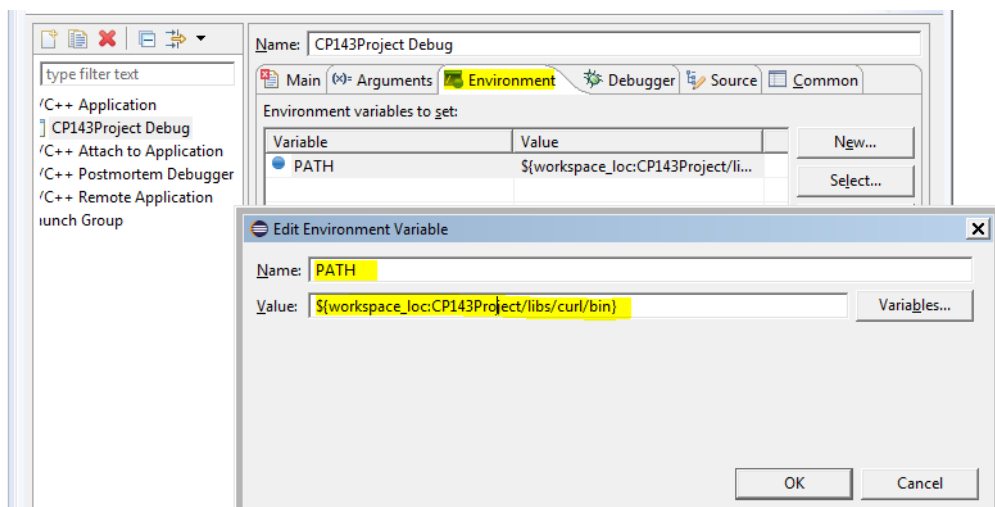 Name: CP143Project Debug
type filter text
Main (x)= Arguments Environment Debugger Source Common
/C++ Application
Environment variables to set:
CP143Project Debug
Variable Value New...
/C++ Attach to Application
PATH ${workspace_loc:CP143Project/li...
/C++ Postmortem Debugger
Select...
/C++ Remote Application
unch Group
Edit Environment Variable
Name: PATH
Value: ${workspace_loc:CP143Project/libs/curl/bin} Variables...
OK Cancel